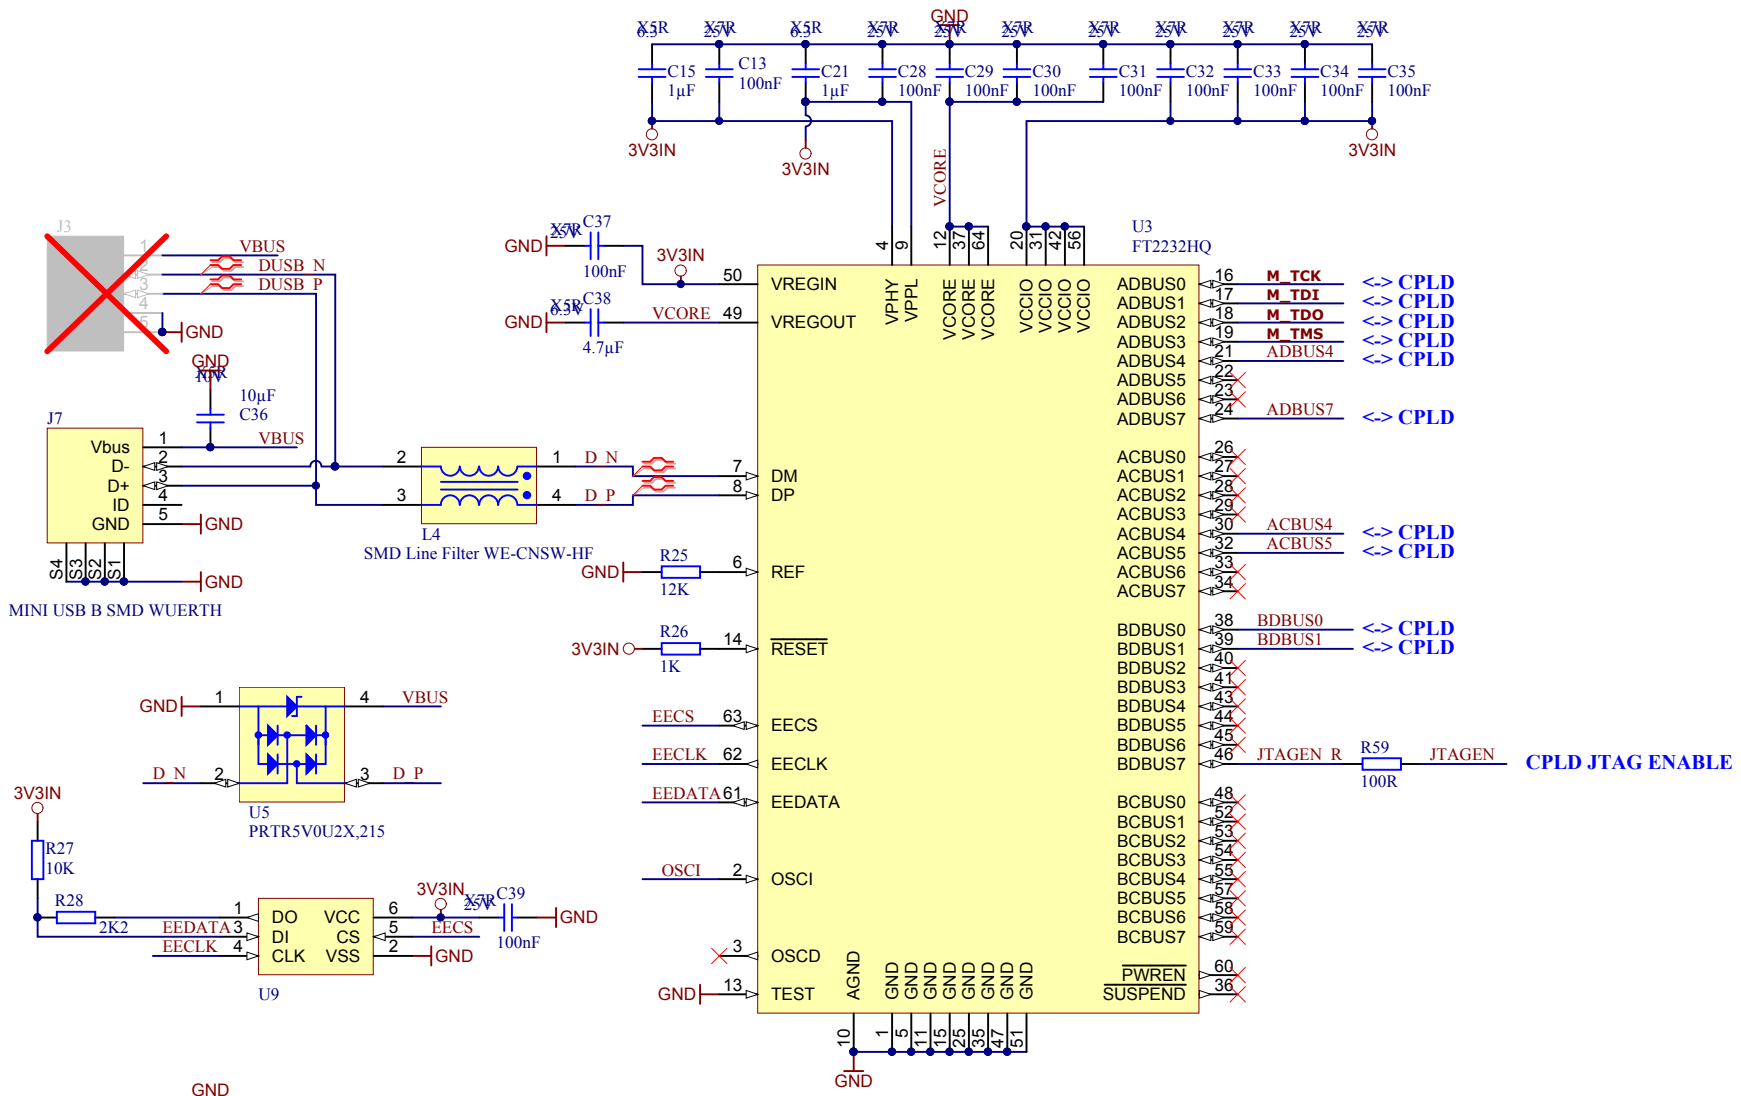 GND
X5R X7R X5R X7R X7R X7R X7R X7R X7R X7R X7R
6.3 25V 6.3 25V 25V 25V 25V 25V 25V 25V 25V
C15 C13 C21 C28 C29 C30 C31 C32 C33 C34 C35
1µF 100nF 1µF 100nF 100nF 100nF 100nF 100nF 100nF 100nF 100nF
3V3IN 3V3IN 3V3IN
VCORE
J3
1
2
3
4
5
VBUS
DUSB_N
DUSB_P
GND
GND
X5R
10V
10µF
C36
J7
Vbus 1 VBUS
D- 2
D+ 3
ID 4
GND 5 GND
S4 S3 S2 S1 GND
MINI USB B SMD WUERTH
2 1 D_N
3 4 D_P
L4
SMD Line Filter WE-CNSW-HF
X7R
25V
C37
GND
100nF
3V3IN
X5R
6.3V
C38
GND
4.7µF
VCORE
GND R25
12K
3V3IN R26
1K
U3
FT2232HQ
4 9 12 37 64 20 31 42 56
VPHY VPPL VCORE VCORE VCORE VCCIO VCCIO VCCIO VCCIO
50 VREGIN
49 VREGOUT
7 DM
8 DP
6 REF
14 RESET
EECS 63 EECS
EECLK 62 EECLK
EEDATA 61 EEDATA
OSCI 2 OSCI
3 OSCD
GND 13 TEST
AGND GND GND GND GND GND GND GND GND
10 1 5 11 15 25 35 47 51
GND
ADBUS0 16 M_TCK <-> CPLD
ADBUS1 17 M_TDI <-> CPLD
ADBUS2 18 M_TDO <-> CPLD
ADBUS3 19 M_TMS <-> CPLD
ADBUS4 21 ADBUS4 <-> CPLD
ADBUS5 22
ADBUS6 23
ADBUS7 24 ADBUS7 <-> CPLD
ACBUS0 26
ACBUS1 27
ACBUS2 28
ACBUS3 29
ACBUS4 30 ACBUS4 <-> CPLD
ACBUS5 32 ACBUS5 <-> CPLD
ACBUS6 33
ACBUS7 34
BDBUS0 38 BDBUS0 <-> CPLD
BDBUS1 39 BDBUS1 <-> CPLD
BDBUS2 40
BDBUS3 41
BDBUS4 43
BDBUS5 44
BDBUS6 45
BDBUS7 46 JTAGEN_R R59 JTAGEN CPLD JTAG ENABLE
100R
BCBUS0 48
BCBUS1 52
BCBUS2 53
BCBUS3 54
BCBUS4 55
BCBUS5 57
BCBUS6 58
BCBUS7 59
PWREN 60
SUSPEND 36
GND 1 4 VBUS
D_N 2 3 D_P
U5
PRTR5V0U2X,215
3V3IN
R27
10K
R28
2K2
EEDATA
EECLK
1 DO VCC 6
3 DI CS 5 EECS
4 CLK VSS 2 GND
U9
3V3IN
X7R
25V
C39
100nF
GND
GND